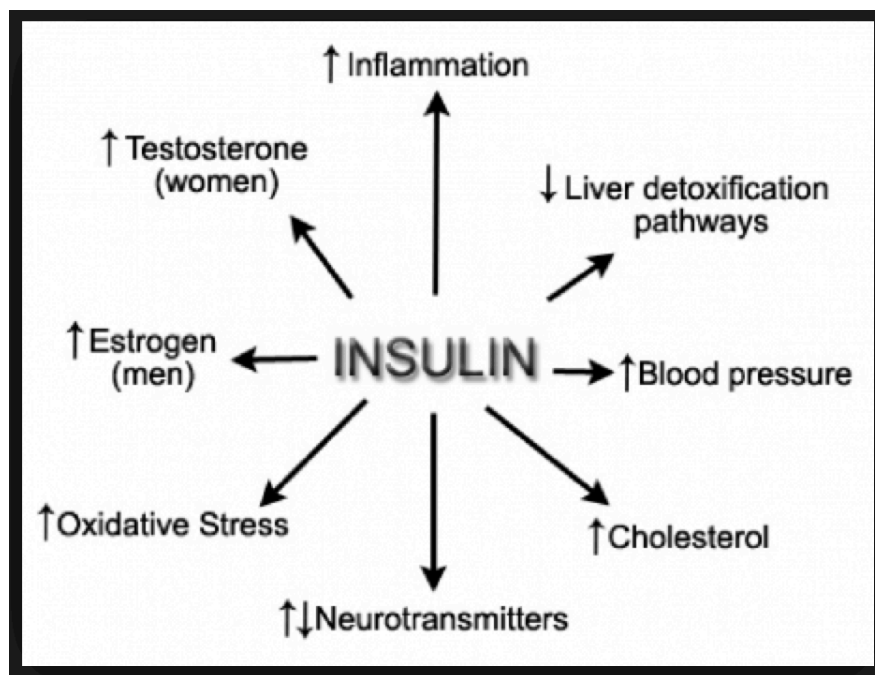 ↑ Inflammation
↑ Testosterone
(women)
↓ Liver detoxification
pathways
↑ Estrogen
(men)
INSULIN
↑ Blood pressure
↑ Oxidative Stress
↑ Cholesterol
↑↓ Neurotransmitters